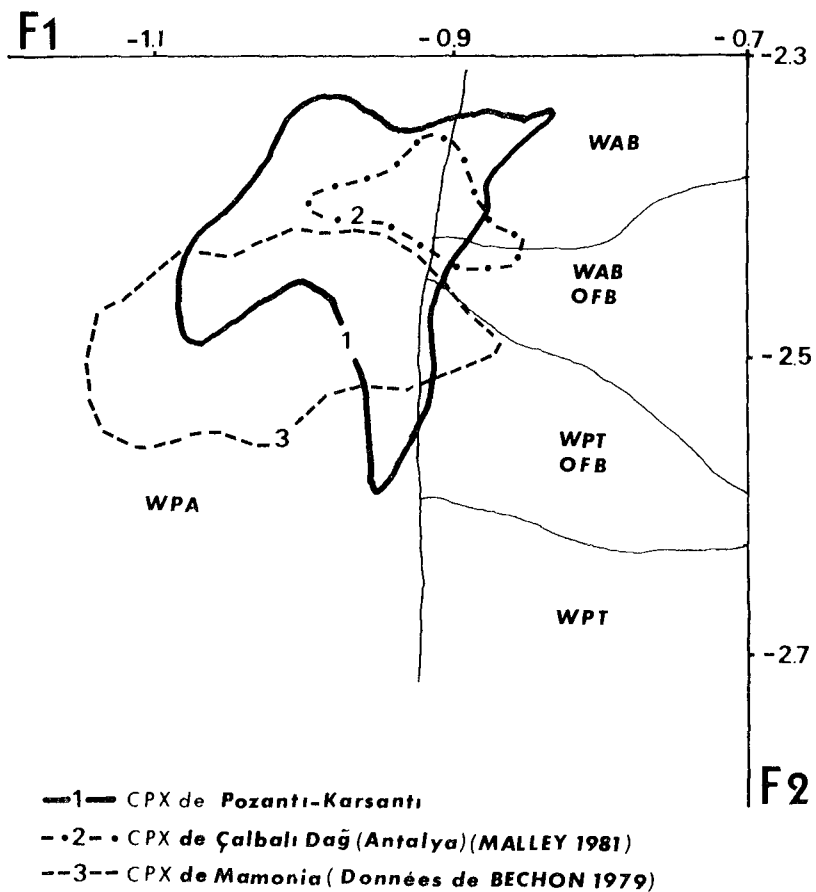 F1
-1.1 -0.9 -0.7
-2.3
WAB
2
WAB
OFB
1
-2.5
3
WPT
OFB
WPA
WPT
-2.7
F2
1 CPX de Pozantı-Karsantı
2 CPX de Çalbalı Dağ (Antalya) (MALLEY 1981)
3 CPX de Mamonia (Données de BECHON 1979)